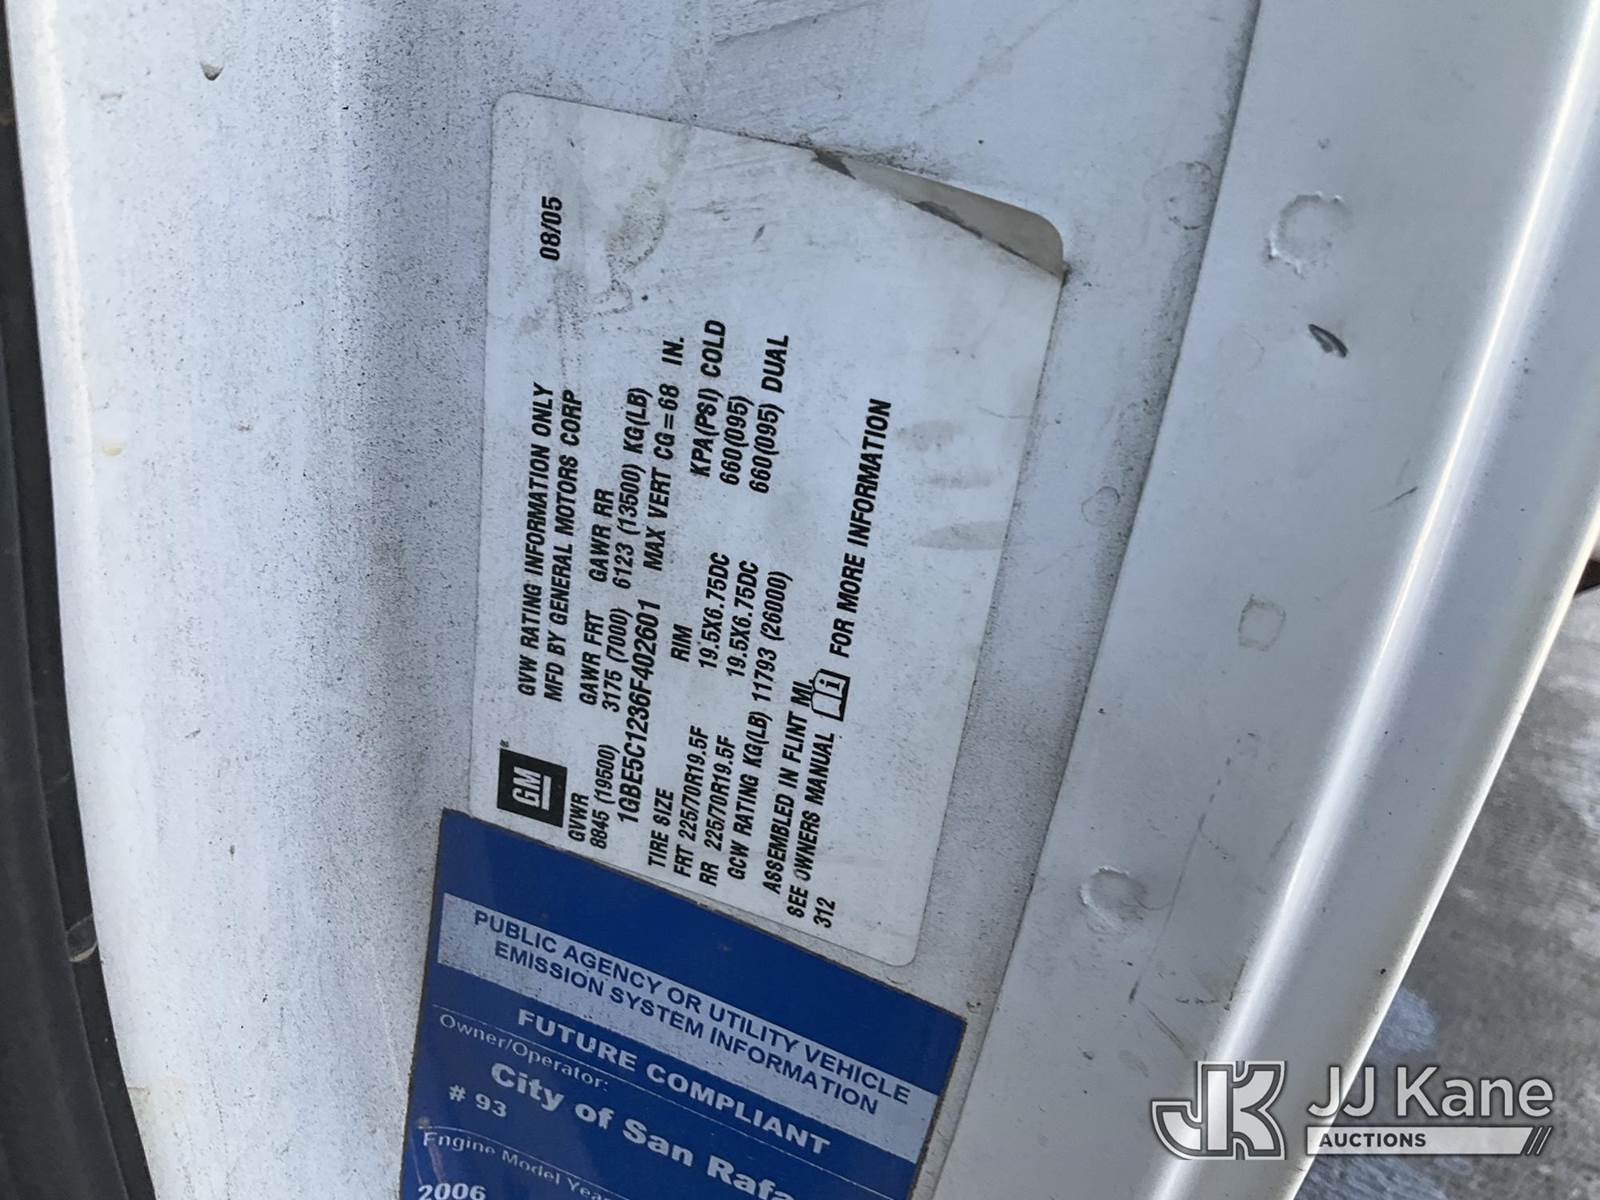 GM
GVW RATING INFORMATION ONLY
MFD BY GENERAL MOTORS CORP 08/05
GVWR GAWR FRT GAWR RR
8845 (19500) 3175 (7000) 6123 (13500) KG(LB)
1GBE5C1236F402601 MAX VERT CG=68 IN.
TIRE SIZE RIM KPA(PSI) COLD
FRT 225/70R19.5F 19.5X6.75DC 660(095)
RR 225/70R19.5F 19.5X6.75DC 660(095) DUAL
GCW RATING KG(LB) 11793 (26000)
ASSEMBLED IN FLINT MI.
SEE OWNERS MANUAL FOR MORE INFORMATION
312
PUBLIC AGENCY OR UTILITY VEHICLE
EMISSION SYSTEM INFORMATION
FUTURE COMPLIANT
Owner/Operator:
City of San Rafa
# 93
Engine Model Year
2006
JJ Kane
AUCTIONS